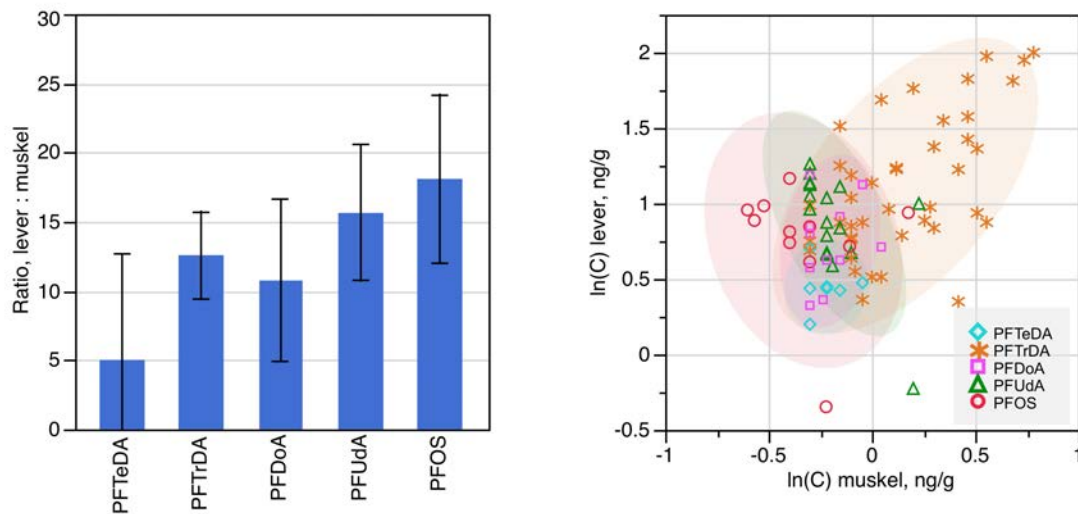 30
25
20
15
10
5
0
Ratio, lever : muskel
PFTeDA
PFTrDA
PFDoA
PFUdA
PFOS
2
1.5
1
0.5
0
-0.5
ln(C) lever, ng/g
-1
-0.5
0
0.5
1
ln(C) muskel, ng/g
PFTeDA
PFTrDA
PFDoA
PFUdA
PFOS